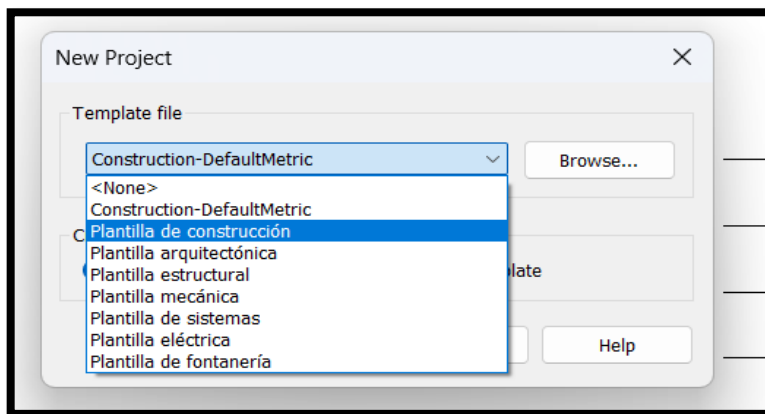 New Project
Template file
Construction-DefaultMetric
Browse...
<None>
Construction-DefaultMetric
Plantilla de construcción
Plantilla arquitectónica
Plantilla estructural
Plantilla mecánica
Plantilla de sistemas
Plantilla eléctrica
Plantilla de fontanería
Help